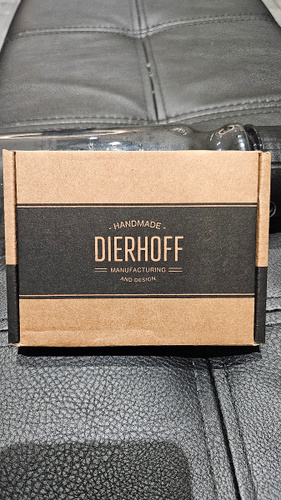 - HANDMADE -
DIERHOFF
MANUFACTURING
AND DESIGN